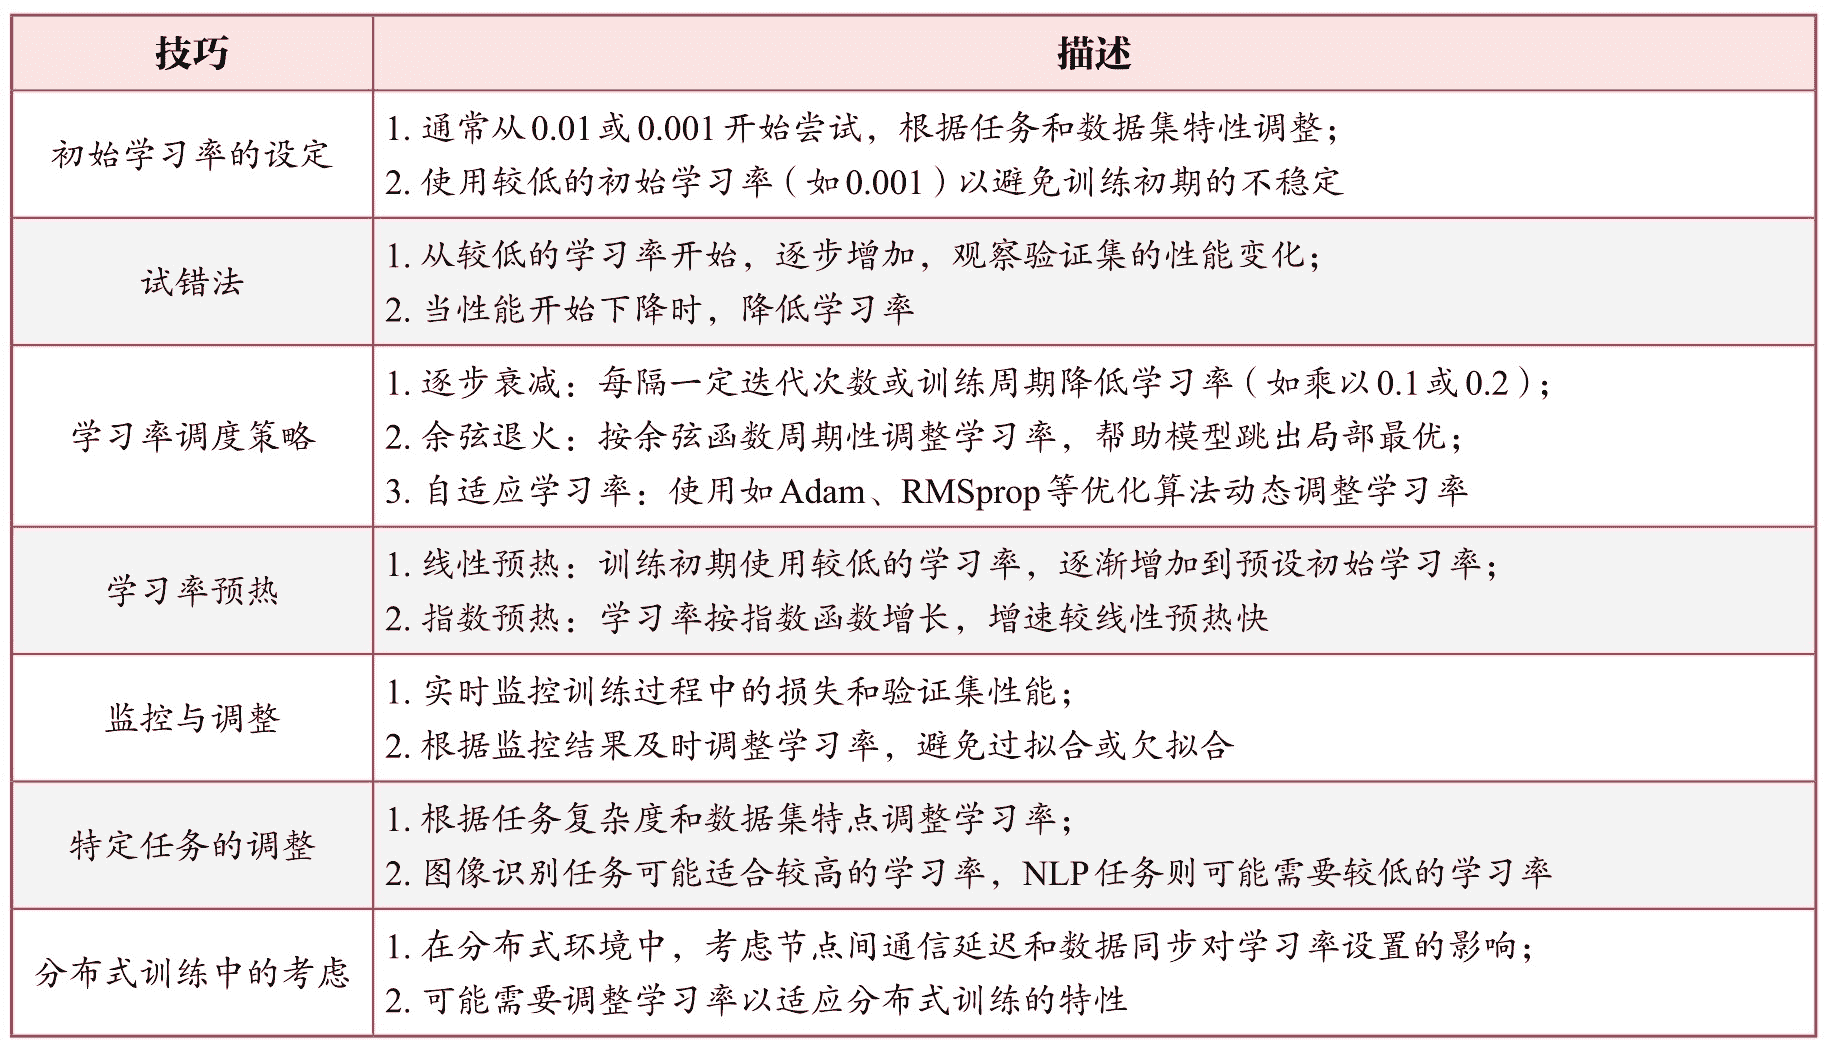 技巧
描述
初始学习率的设定
1. 通常从0.01或0.001开始尝试，根据任务和数据集特性调整；
2. 使用较低的初始学习率（如0.001）以避免训练初期的不稳定
试错法
1. 从较低的学习率开始，逐步增加，观察验证集的性能变化；
2. 当性能开始下降时，降低学习率
学习率调度策略
1. 逐步衰减：每隔一定迭代次数或训练周期降低学习率（如乘以0.1或0.2）；
2. 余弦退火：按余弦函数周期性调整学习率，帮助模型跳出局部最优；
3. 自适应学习率：使用如Adam、RMSprop等优化算法动态调整学习率
学习率预热
1. 线性预热：训练初期使用较低的学习率，逐渐增加到预设初始学习率；
2. 指数预热：学习率按指数函数增长，增速较线性预热快
监控与调整
1. 实时监控训练过程中的损失和验证集性能；
2. 根据监控结果及时调整学习率，避免过拟合或欠拟合
特定任务的调整
1. 根据任务复杂度和数据集特点调整学习率；
2. 图像识别任务可能适合较高的学习率，NLP任务则可能需要较低的学习率
分布式训练中的考虑
1. 在分布式环境中，考虑节点间通信延迟和数据同步对学习率设置的影响；
2. 可能需要调整学习率以适应分布式训练的特性